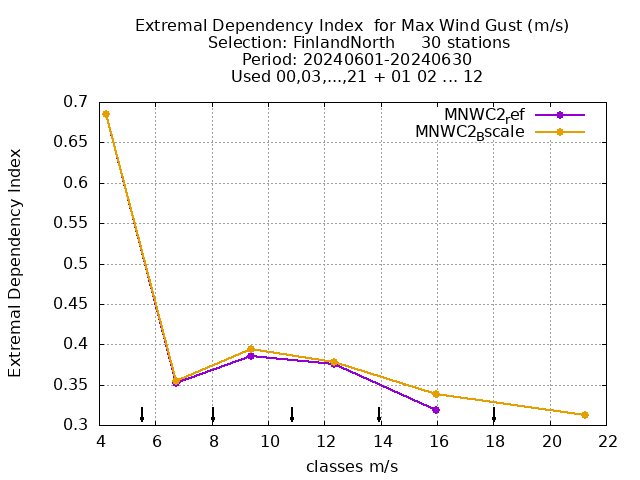 Extremal Dependency Index  for Max Wind Gust (m/s)
Selection: FinlandNorth     30 stations
Period: 20240601-20240630
Used 00,03,...,21 + 01 02 ... 12
MNWC2ref
MNWC2Bscale
Extremal Dependency Index
0.7
0.65
0.6
0.55
0.5
0.45
0.4
0.35
0.3
4 6 8 10 12 14 16 18 20 22
classes m/s